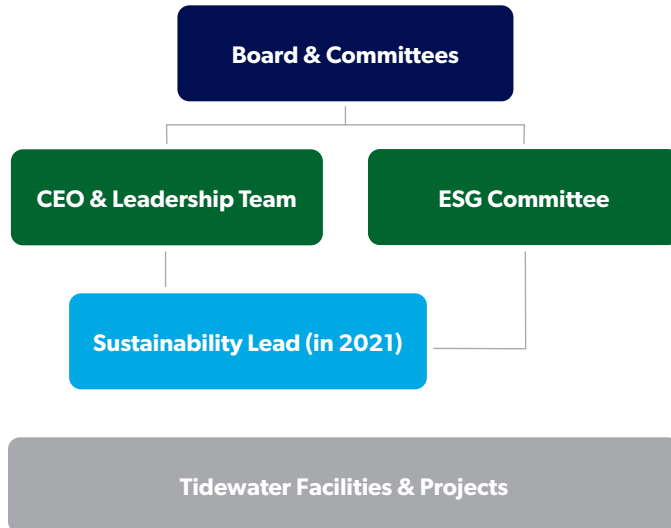 Board & Committees
CEO & Leadership Team
ESG Committee
Sustainability Lead (in 2021)
Tidewater Facilities & Projects